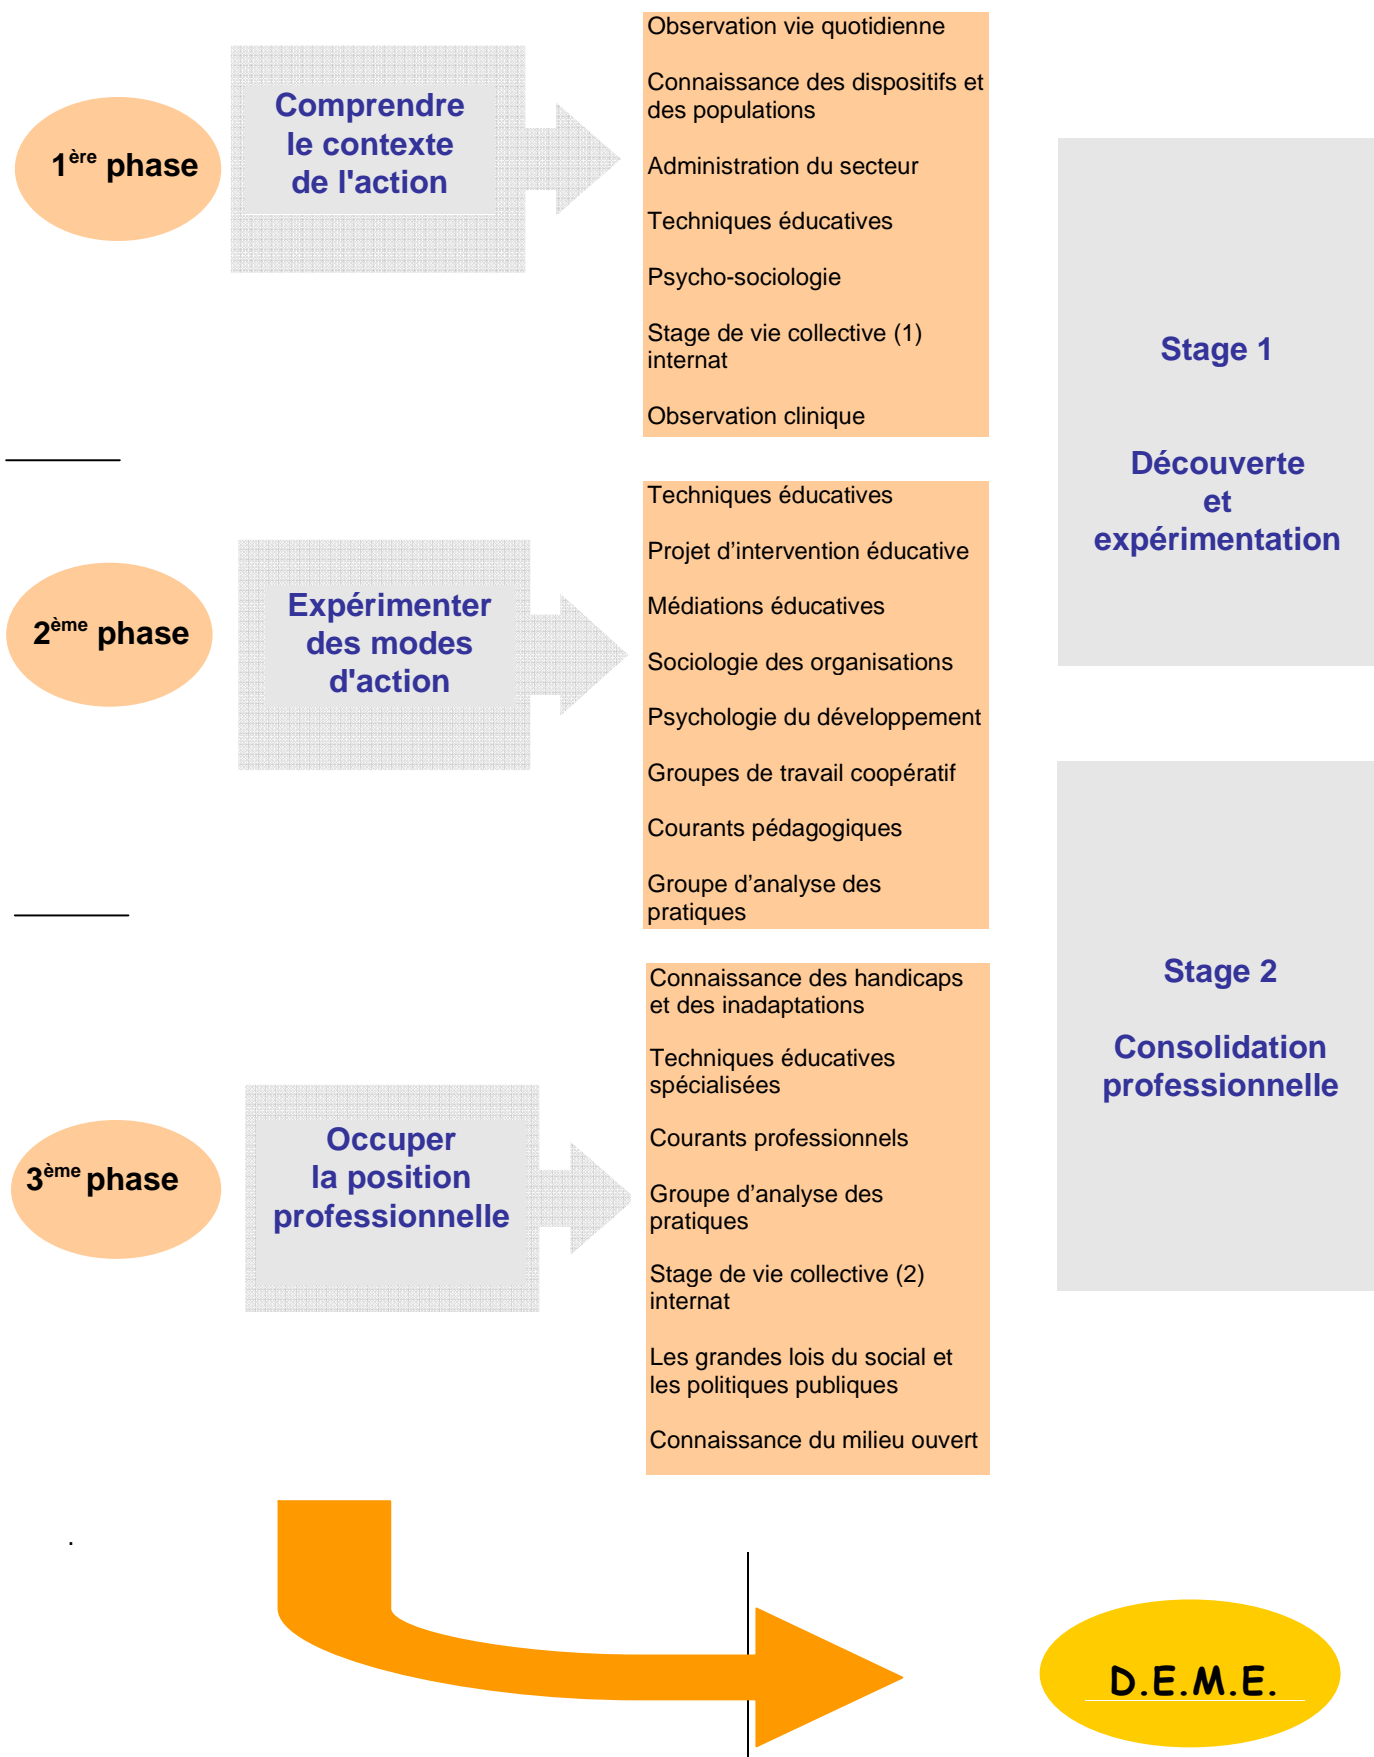 1ère phase
Comprendre
le contexte
de l'action
Observation vie quotidienne
Connaissance des dispositifs et
des populations
Administration du secteur
Techniques éducatives
Psycho-sociologie
Stage de vie collective (1)
internat
Observation clinique
Stage 1
Découverte
et
expérimentation
2ème phase
Expérimenter
des modes
d'action
Techniques éducatives
Projet d’intervention éducative
Médiations éducatives
Sociologie des organisations
Psychologie du développement
Groupes de travail coopératif
Courants pédagogiques
Groupe d’analyse des
pratiques
Stage 2
Consolidation
professionnelle
3ème phase
Occuper
la position
professionnelle
Connaissance des handicaps
et des inadaptations
Techniques éducatives
spécialisées
Courants professionnels
Groupe d’analyse des
pratiques
Stage de vie collective (2)
internat
Les grandes lois du social et
les politiques publiques
Connaissance du milieu ouvert
.
D.E.M.E.